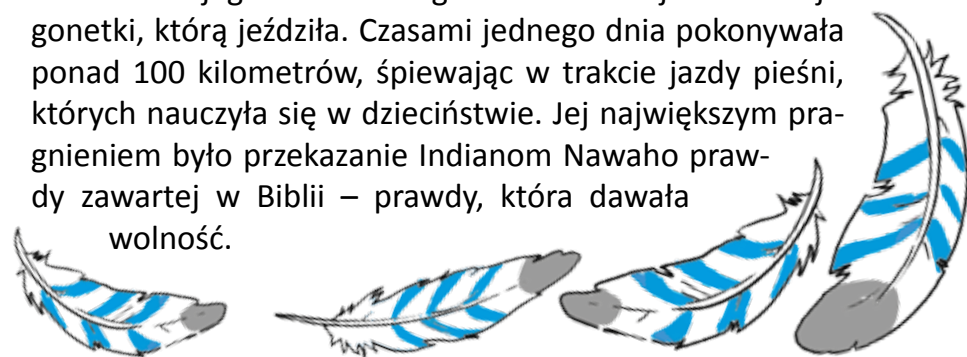 gonetki, którą jeździła. Czasami jednego dnia pokonywała
ponad 100 kilometrów, śpiewając w trakcie jazdy pieśni,
których nauczyła się w dzieciństwie. Jej największym pra-
gnieniem było przekazanie Indianom Nawaho praw-
dy zawartej w Biblii – prawdy, która dawała
wolność.